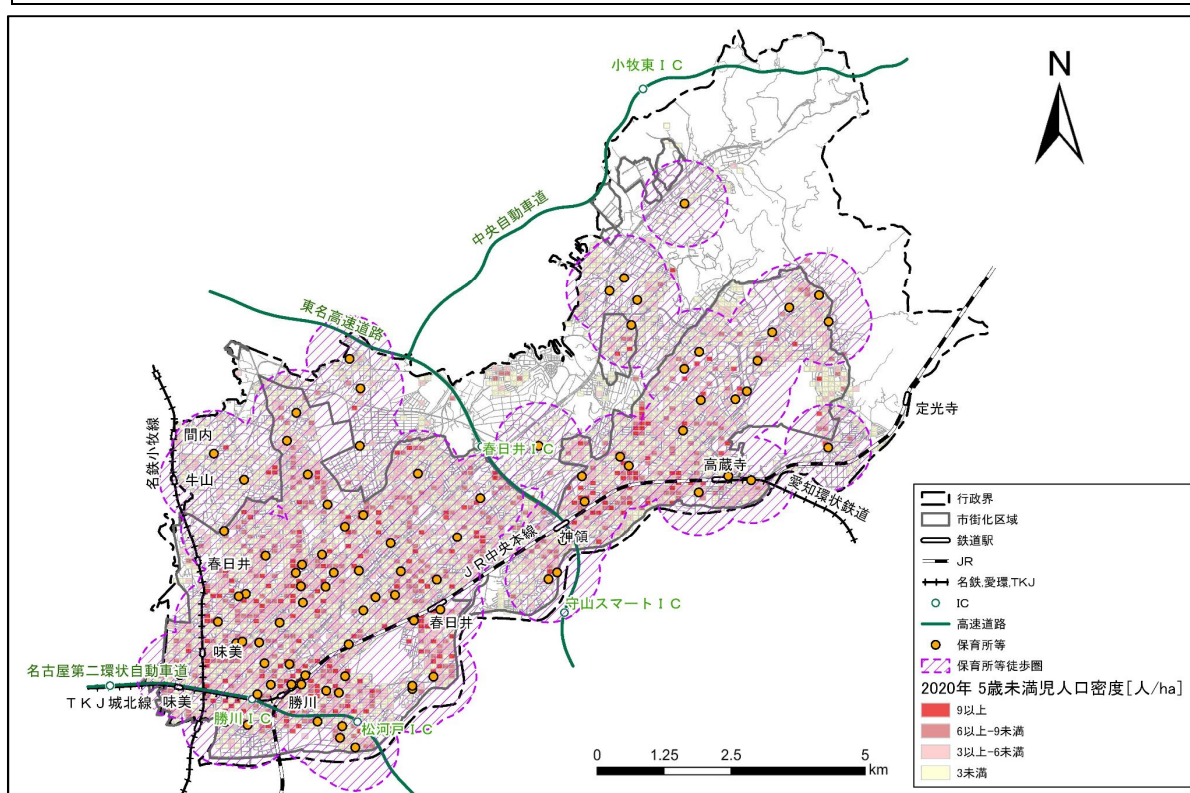 小牧東IC
N
中央自動車道
東名高速道路
名鉄小牧線
間内
牛山
春日井IC
定光寺
高蔵寺
愛知環状鉄道
JR中央本線
神領
春日井
守山スマートIC
春日井
味美
名古屋第二環状自動車道
TKJ城北線
味美
勝川
勝川IC
松河戸IC
0 1.25 2.5 5
km
行政界
市街化区域
鉄道駅
JR
名鉄,愛環,TKJ
IC
高速道路
保育所等
保育所等徒歩圏
2020年 5歳未満児人口密度[人/ha]
9以上
6以上-9未満
3以上-6未満
3未満